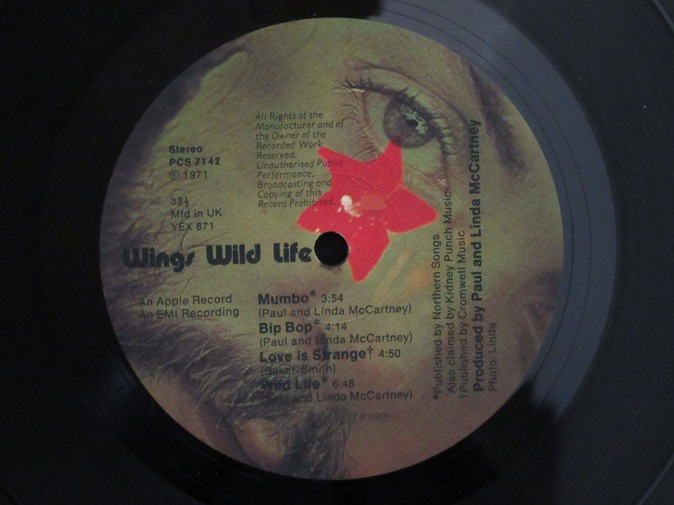 All Rights of the
Manufacturer and of
the Owner of the
Recorded Work
Reserved.
Unauthorised Public
Performance,
Broadcasting and
Copying of this
Record Prohibited.
Stereo
PCS 7142
Ⓟ 1971
33⅓
Mfd in UK
YEX 871
Wings Wild Life
An Apple Record
An EMI Recording
Mumbo* 3:54
(Paul and Linda McCartney)
Bip Bop* 4:14
(Paul and Linda McCartney)
Love is Strange† 4:50
(Baker/Smith)
Wild Life* 6:48
(Paul and Linda McCartney)
*Published by Northern Songs
Also claimed by Kidney Punch Music
†Published by Cromwell Music
Produced by Paul and Linda McCartney
Photo: Linda